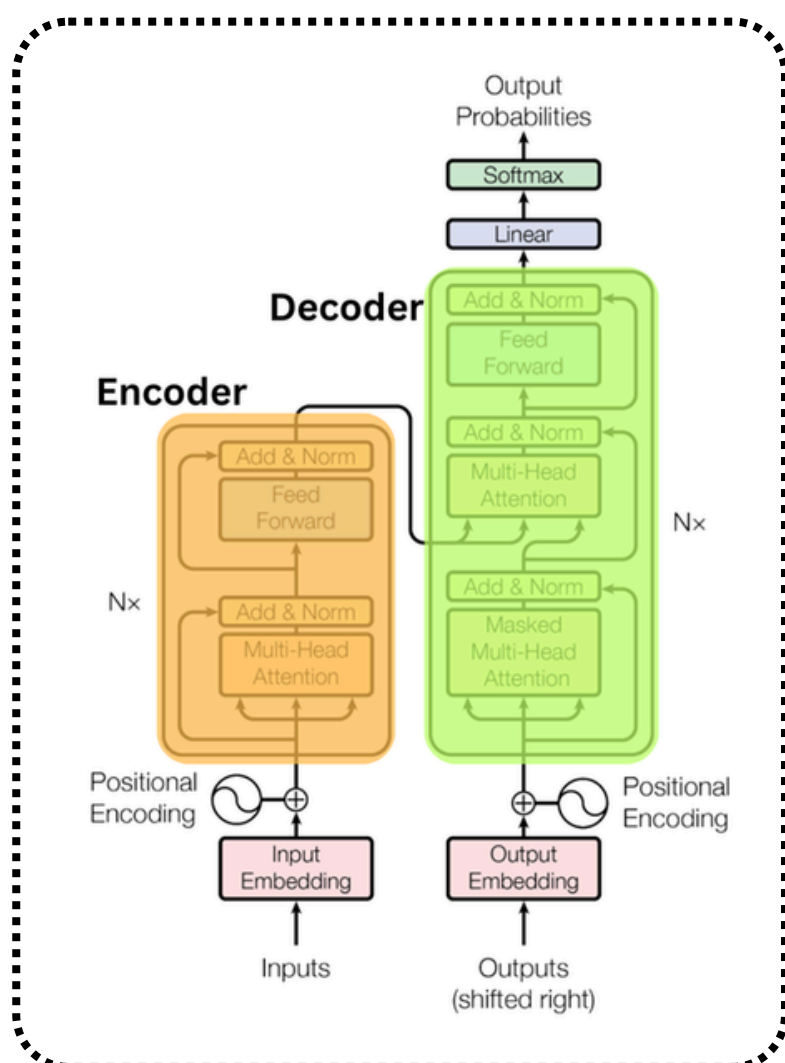 Output
Probabilities
Softmax
Linear
Decoder
Add & Norm
Feed
Forward
Add & Norm
Multi-Head
Attention
Nx
Add & Norm
Masked
Multi-Head
Attention
Encoder
Add & Norm
Feed
Forward
Nx
Add & Norm
Multi-Head
Attention
Positional
Encoding
Positional
Encoding
Input
Embedding
Output
Embedding
Inputs
Outputs
(shifted right)